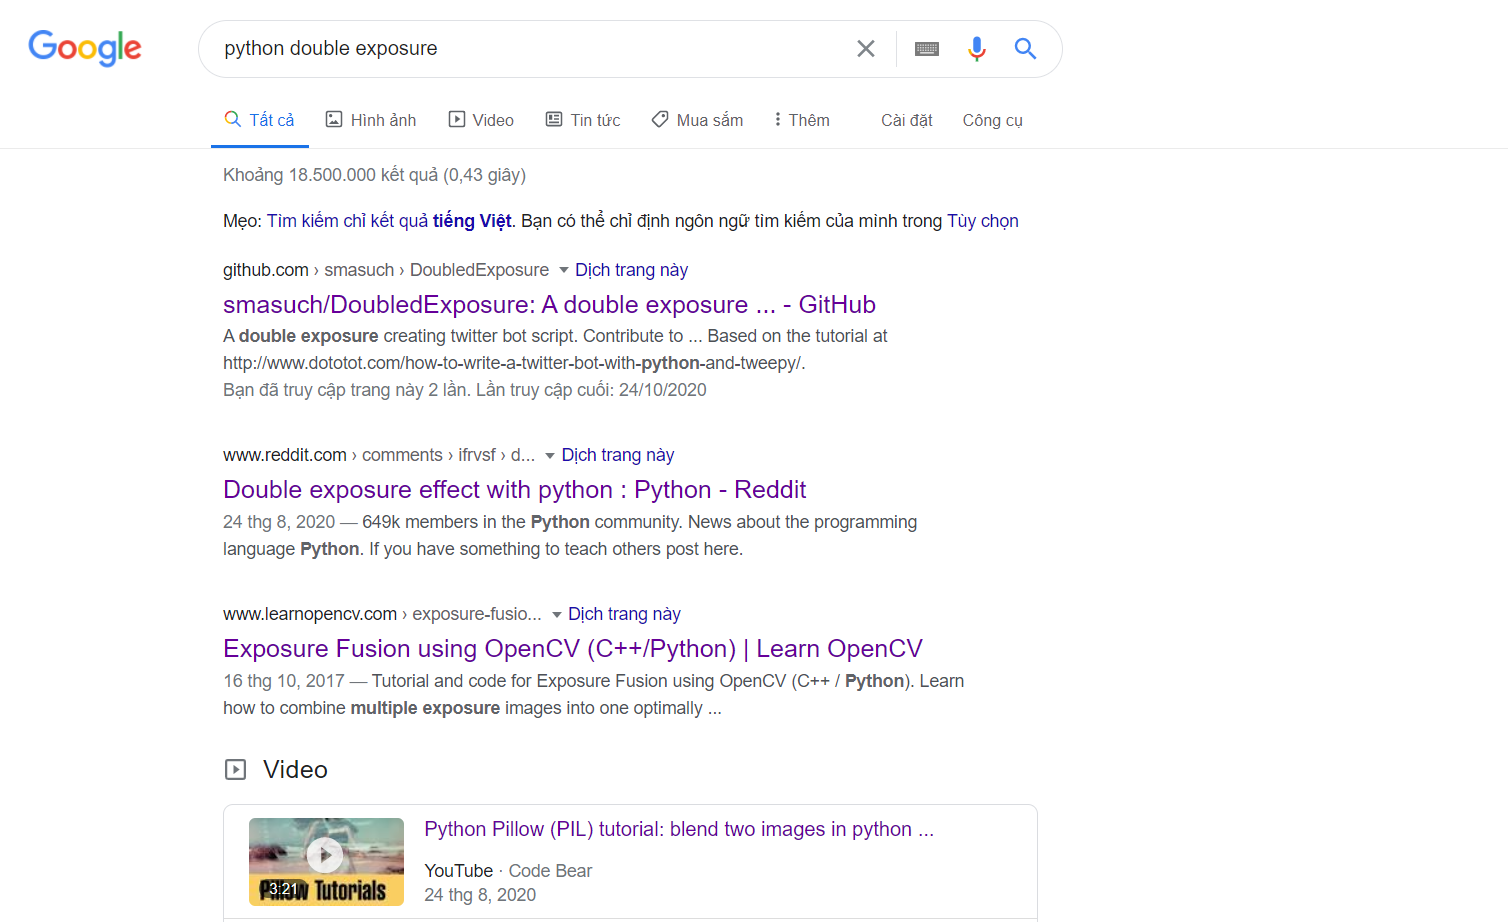 Google
python double exposure
Tất cả Hình ảnh Video Tin tức Mua sắm Thêm Cài đặt Công cụ
Khoảng 18.500.000 kết quả (0,43 giây)
Mẹo: Tìm kiếm chỉ kết quả tiếng Việt. Bạn có thể chỉ định ngôn ngữ tìm kiếm của mình trong Tùy chọn
github.com › smasuch › DoubledExposure Dịch trang này
smasuch/DoubledExposure: A double exposure ... - GitHub
A double exposure creating twitter bot script. Contribute to ... Based on the tutorial at
http://www.dototot.com/how-to-write-a-twitter-bot-with-python-and-tweepy/.
Bạn đã truy cập trang này 2 lần. Lần truy cập cuối: 24/10/2020
www.reddit.com › comments › ifrvsf › d... Dịch trang này
Double exposure effect with python : Python - Reddit
24 thg 8, 2020 — 649k members in the Python community. News about the programming
language Python. If you have something to teach others post here.
www.learnopencv.com › exposure-fusio... Dịch trang này
Exposure Fusion using OpenCV (C++/Python) | Learn OpenCV
16 thg 10, 2017 — Tutorial and code for Exposure Fusion using OpenCV (C++ / Python). Learn
how to combine multiple exposure images into one optimally ...
Video
Python Pillow (PIL) tutorial: blend two images in python ...
YouTube · Code Bear
24 thg 8, 2020
3:21
Pillow Tutorials